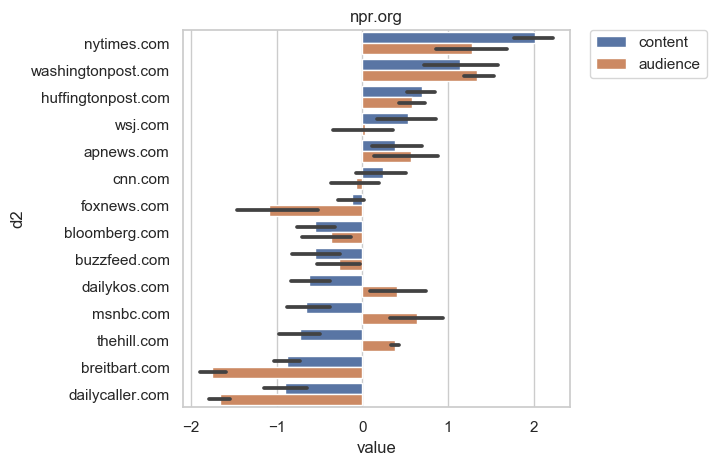 npr.org
nytimes.com
washingtonpost.com
huffingtonpost.com
wsj.com
apnews.com
cnn.com
foxnews.com
bloomberg.com
buzzfeed.com
dailykos.com
msnbc.com
thehill.com
breitbart.com
dailycaller.com
d2
−2 −1 0 1 2
value
content
audience